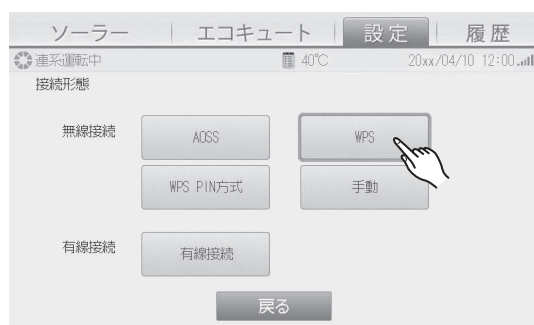 ソーラー エコキュート 設定 履歴
連系運転中 40℃ 20xx/04/10 12:00
接続形態
無線接続 AOSS WPS
WPS PIN方式 手動
有線接続 有線接続
戻る